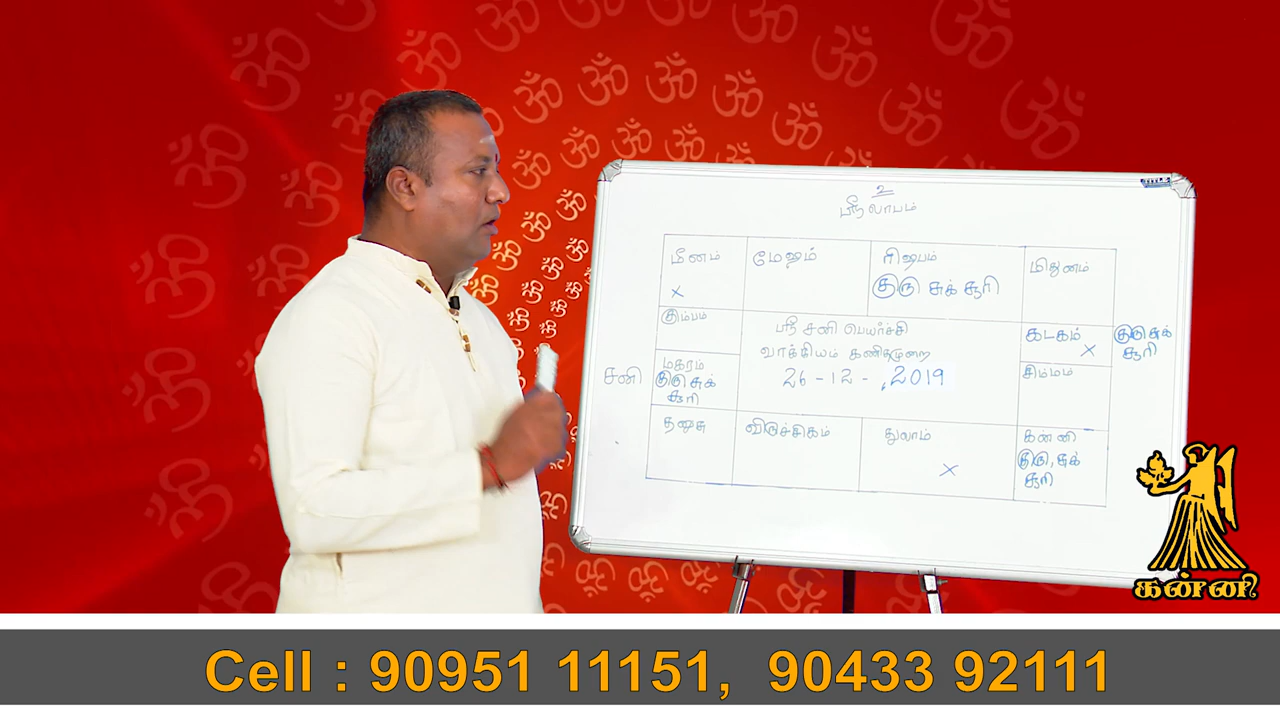 உ
ஸ்ரீ லாபம்
மீனம்
×
மேஷம்
ரிஷபம்
குரு சுக் சூரி
மிதுனம்
கும்பம்
ஸ்ரீ சனி பெயர்ச்சி
வாக்கியம் கணிதமுறை
26-12-,2019
கடகம்
×
குரு சுக்
சூரி
சனி
மகரம்
குரு சுக்
சூரி
சிம்மம்
தனுசு
விருச்சிகம்
துலாம்
×
கன்னி
குரு, சுக்
சூரி
கன்னி
Cell : 90951 11151, 90433 92111